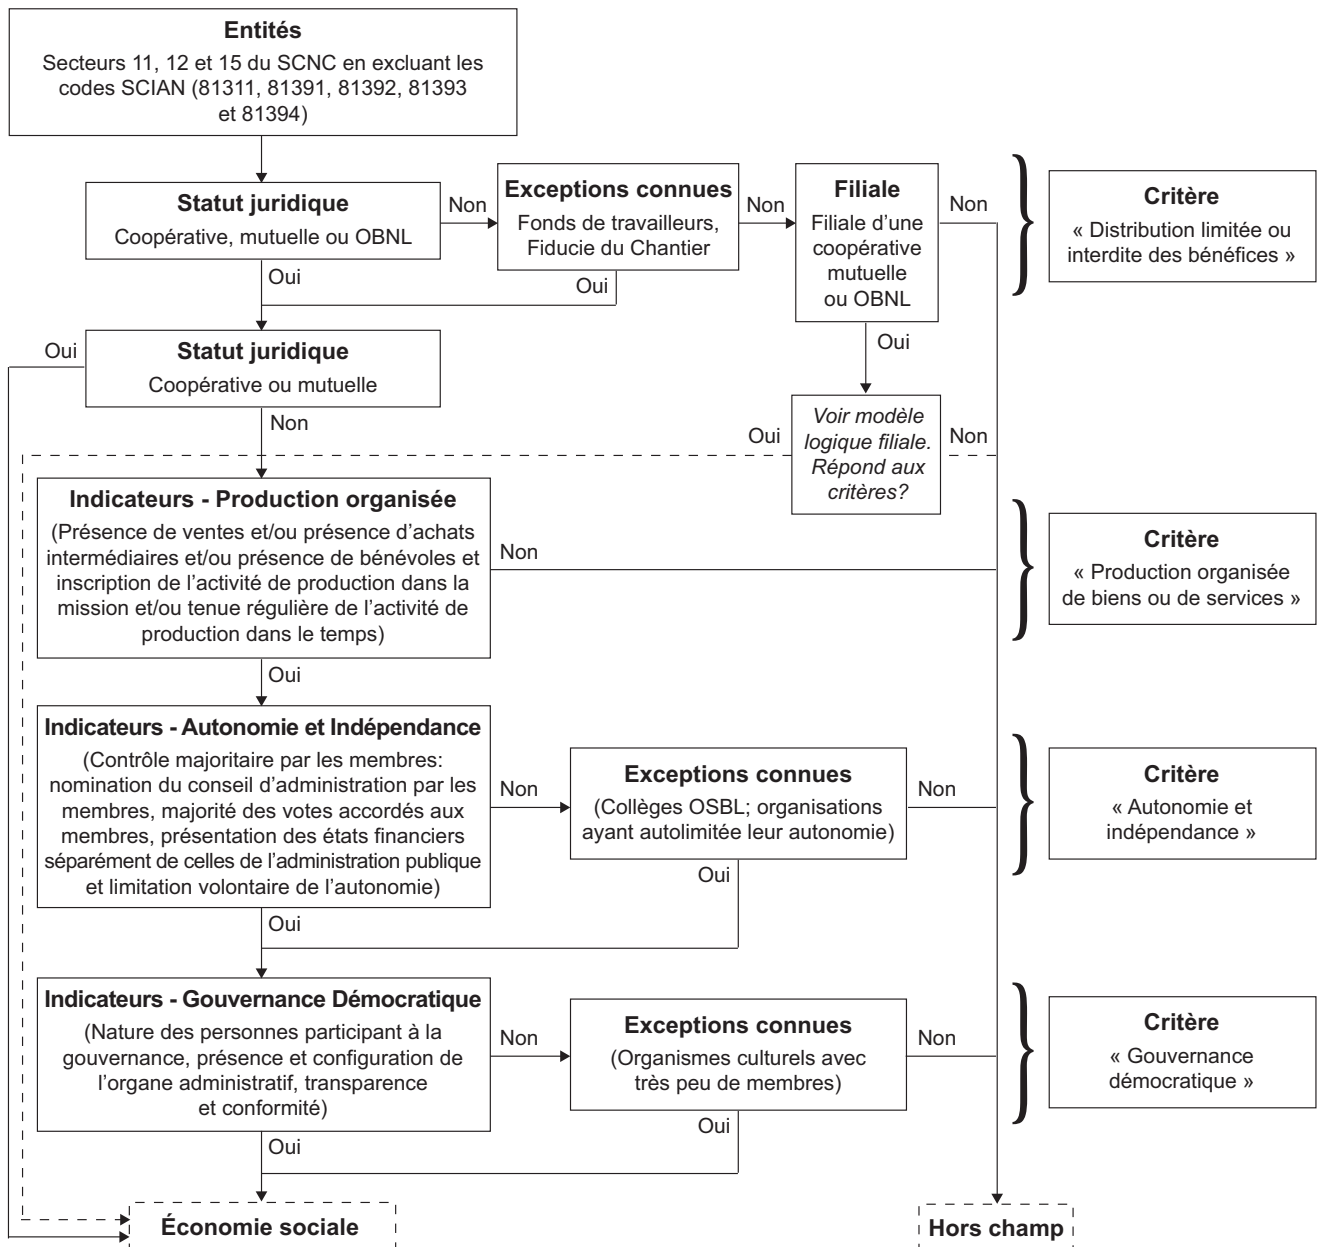 Entités
Secteurs 11, 12 et 15 du SCNC en excluant les
codes SCIAN (81311, 81391, 81392, 81393
et 81394)
Statut juridique
Coopérative, mutuelle ou OBNL
Non
Exceptions connues
Fonds de travailleurs,
Fiducie du Chantier
Non
Filiale
Filiale d'une
coopérative
mutuelle
ou OBNL
Non
Critère
« Distribution limitée ou
interdite des bénéfices »
Oui
Oui
Oui
Statut juridique
Coopérative ou mutuelle
Oui
Non
Oui
Voir modèle
logique filiale.
Répond aux
critères?
Non
Indicateurs - Production organisée
(Présence de ventes et/ou présence d'achats
intermédiaires et/ou présence de bénévoles et
inscription de l'activité de production dans la
mission et/ou tenue régulière de l'activité de
production dans le temps)
Non
Critère
« Production organisée
de biens ou de services »
Oui
Indicateurs - Autonomie et Indépendance
(Contrôle majoritaire par les membres:
nomination du conseil d'administration par les
membres, majorité des votes accordés aux
membres, présentation des états financiers
séparément de celles de l'administration publique
et limitation volontaire de l'autonomie)
Non
Exceptions connues
(Collèges OSBL; organisations
ayant autolimitée leur autonomie)
Non
Critère
« Autonomie et
indépendance »
Oui
Oui
Indicateurs - Gouvernance Démocratique
(Nature des personnes participant à la
gouvernance, présence et configuration de
l'organe administratif, transparence
et conformité)
Non
Exceptions connues
(Organismes culturels avec
très peu de membres)
Non
Critère
« Gouvernance
démocratique »
Oui
Oui
Économie sociale
Hors champ